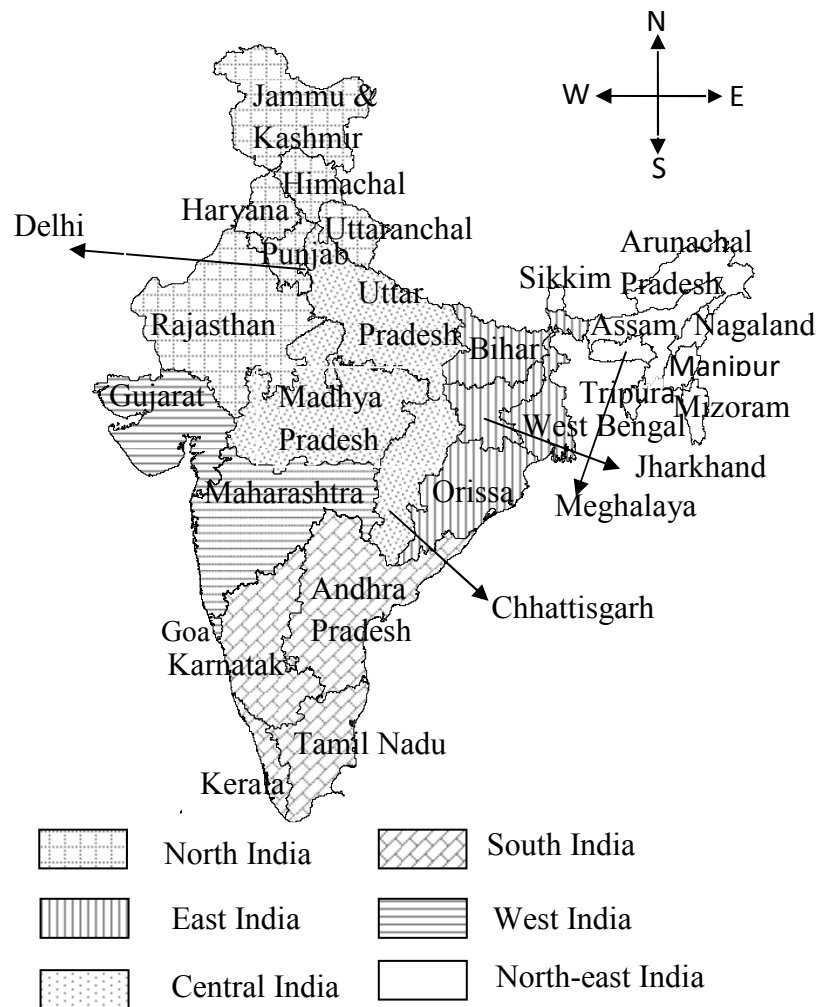 N
W E
S
Jammu &
Kashmir
Himachal
Haryana
Delhi
Uttaranchal
Punjab
Arunachal
Pradesh
Sikkim
Uttar
Pradesh
Rajasthan
Assam
Nagaland
Bihar
Manipur
Gujarat
Madhya
Pradesh
Tripura
Mizoram
West Bengal
Jharkhand
Maharashtra
Orissa
Meghalaya
Andhra
Pradesh
Chhattisgarh
Goa
Karnatak
Tamil Nadu
Kerala
North India
South India
East India
West India
Central India
North-east India